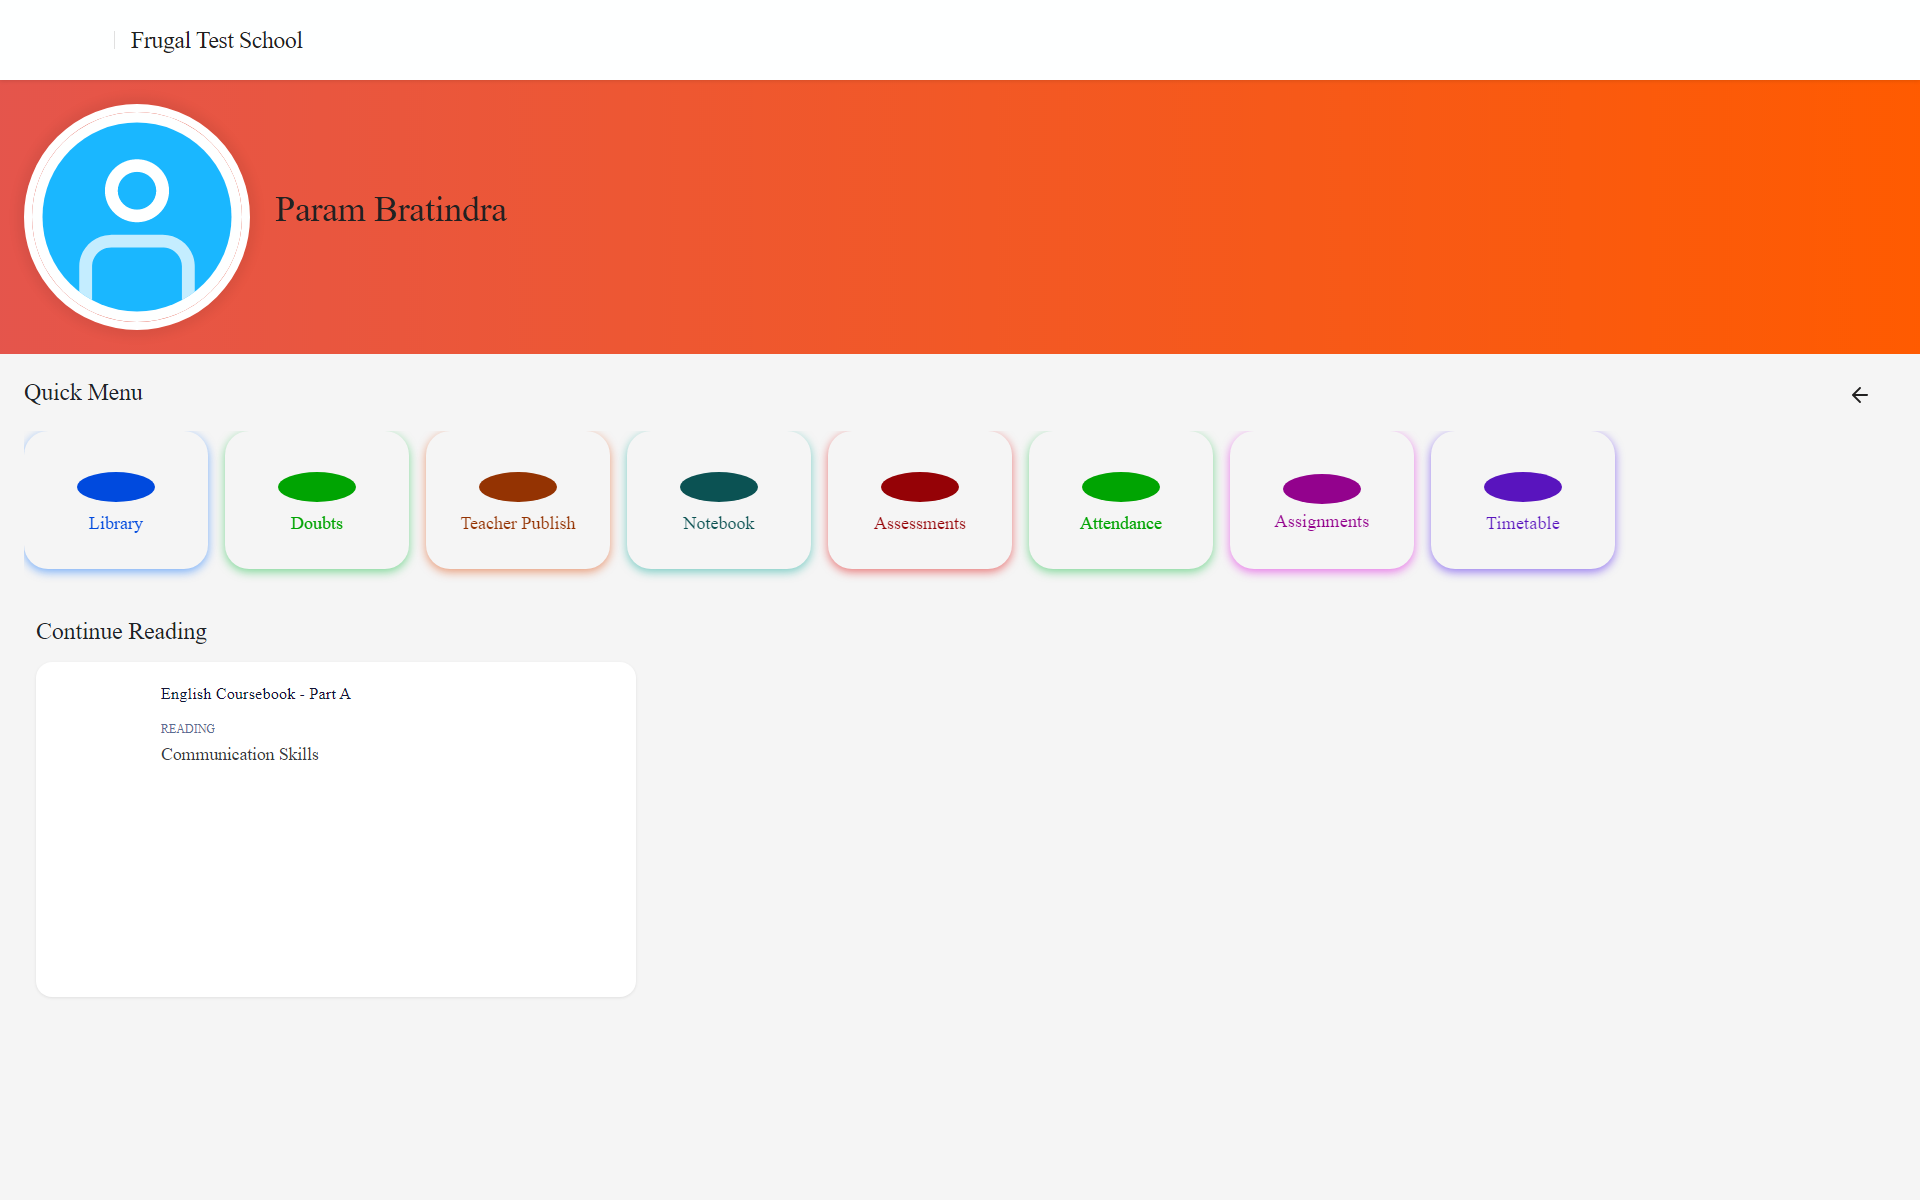 Frugal Test School
Param Bratindra
Quick Menu
Library
Doubts
Teacher Publish
Notebook
Assessments
Attendance
Assignments
Timetable
Continue Reading
English Coursebook - Part A
READING
Communication Skills